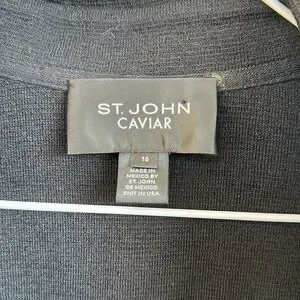 ST. JOHN
CAVIAR
16
MADE IN
MEXICO BY
ST. JOHN
DE MEXICO
KNIT IN USA